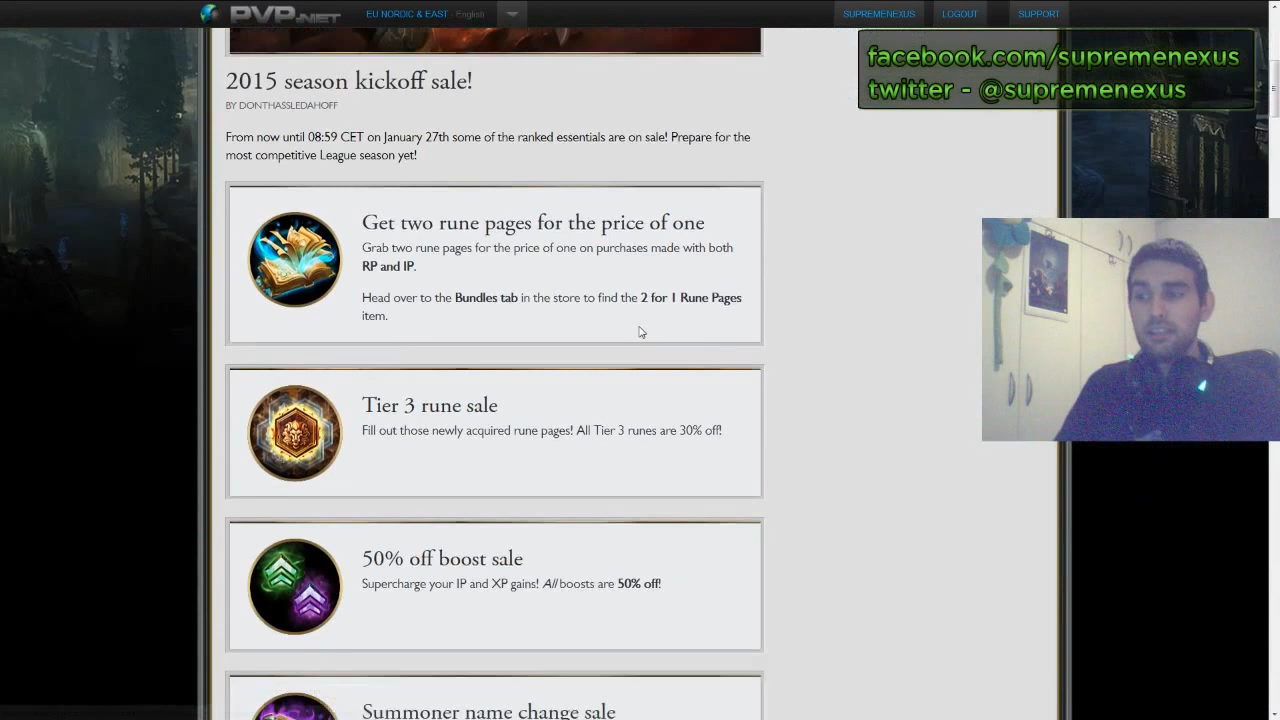 PVP.NET
EU NORDIC & EAST - English
SUPREMENEXUS
LOGOUT
SUPPORT
facebook.com/supremenexus
twitter - @supremenexus
2015 season kickoff sale!
BY DONTHASSLEDAHOFF
From now until 08:59 CET on January 27th some of the ranked essentials are on sale! Prepare for the
most competitive League season yet!
Get two rune pages for the price of one
Grab two rune pages for the price of one on purchases made with both
RP and IP.
Head over to the Bundles tab in the store to find the 2 for 1 Rune Pages
item.
Tier 3 rune sale
Fill out those newly acquired rune pages! All Tier 3 runes are 30% off!
50% off boost sale
Supercharge your IP and XP gains! All boosts are 50% off!
Summoner name change sale